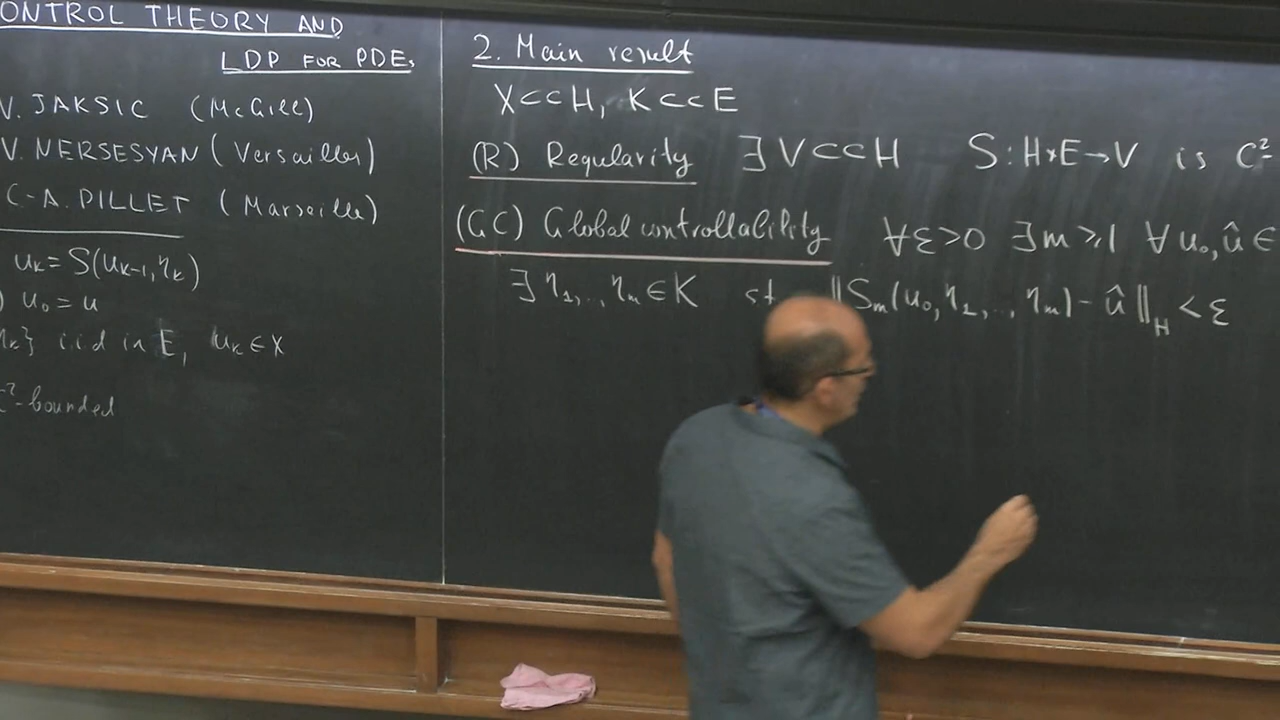 ONTROL THEORY AND
LDP FOR PDEs
V. JAKSIC (McGill)
V. NERSESYAN (Versailles)
C-A. PILLET (Marseille)
uₖ = S(uₖ₋₁, ηₖ)
) u₀ = u
ηₖ} i.i.d in E, uₖ ∈ X
C²-bounded
2. Main result
X⊂⊂H, K⊂⊂E
(R) Regularity ∃ V⊂⊂H S: H×E→V is C²-
(GC) Global controllability ∀ε>0 ∃m≥1 ∀u₀, û ∈
∃ η₁,.., ηₘ ∈ K st ‖Sₘ(u₀, η₁,.., ηₘ) - û‖_H < ε